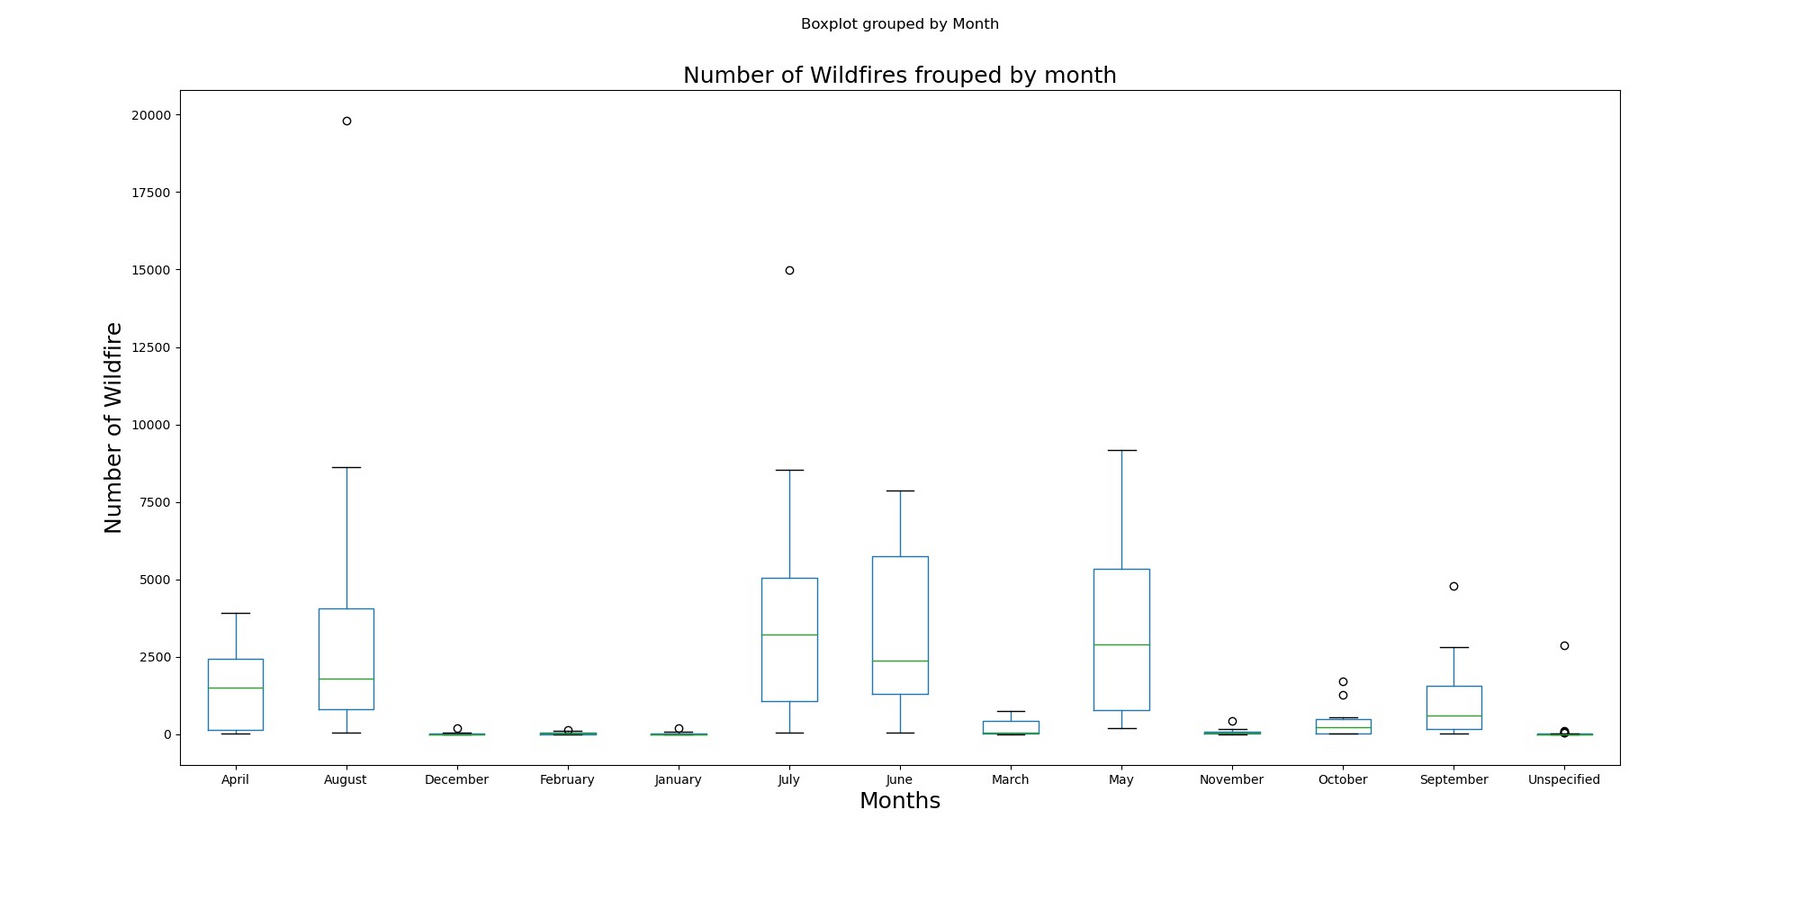 Boxplot grouped by Month
Number of Wildfires frouped by month
20000
17500
15000
12500
10000
7500
5000
2500
0
Number of Wildfire
April August December February January July June March May November October September Unspecified
Months